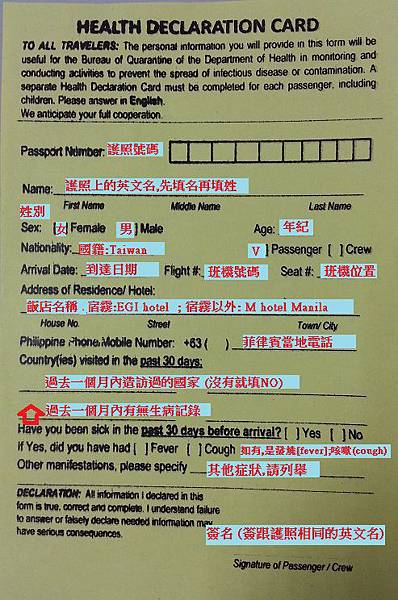 HEALTH DECLARATION CARD
TO ALL TRAVELERS: The personal information you will provide in this form will be
useful for the Bureau of Quarantine of the Department of Health in monitoring and
conducting activities to prevent the spread of infectious disease or contamination. A
separate Health Declaration Card must be completed for each passenger, including
children. Please answer in English.
We anticipate your full cooperation.
Passport Number: 護照號碼
Name: 護照上的英文名,先填名再填姓
First Name Middle Name Last Name
性別
Sex: [女] Female [男] Male Age: 年紀
Nationality: 國籍:Taiwan V ] Passenger [ ] Crew
Arrival Date: 到達日期 Flight #: 班機號碼 Seat #: 班機位置
Address of Residence/ Hotel:
飯店名稱 . 宿霧:EGI hotel ; 宿霧以外: M hotel Manila
House No. Street Town/ City
Philippine Phone/Mobile Number: +63 ( ) 菲律賓當地電話
Country(ies) visited in the past 30 days:
過去一個月內造訪過的國家 (沒有就填NO)
過去一個月內有無生病記錄
Have you been sick in the past 30 days before arrival? [ ] Yes [ ] No
If Yes, did you have had [ ] Fever [ ] Cough 如有,是發燒[fever];咳嗽(cough)
Other manifestations, please specify 其他症狀,請列舉
DECLARATION: All information I declared in this
form is true, correct and complete. I understand failure
to answer or falsely declare needed information may
have serious consequences.
簽名 (簽跟護照相同的英文名)
Signature of Passenger / Crew